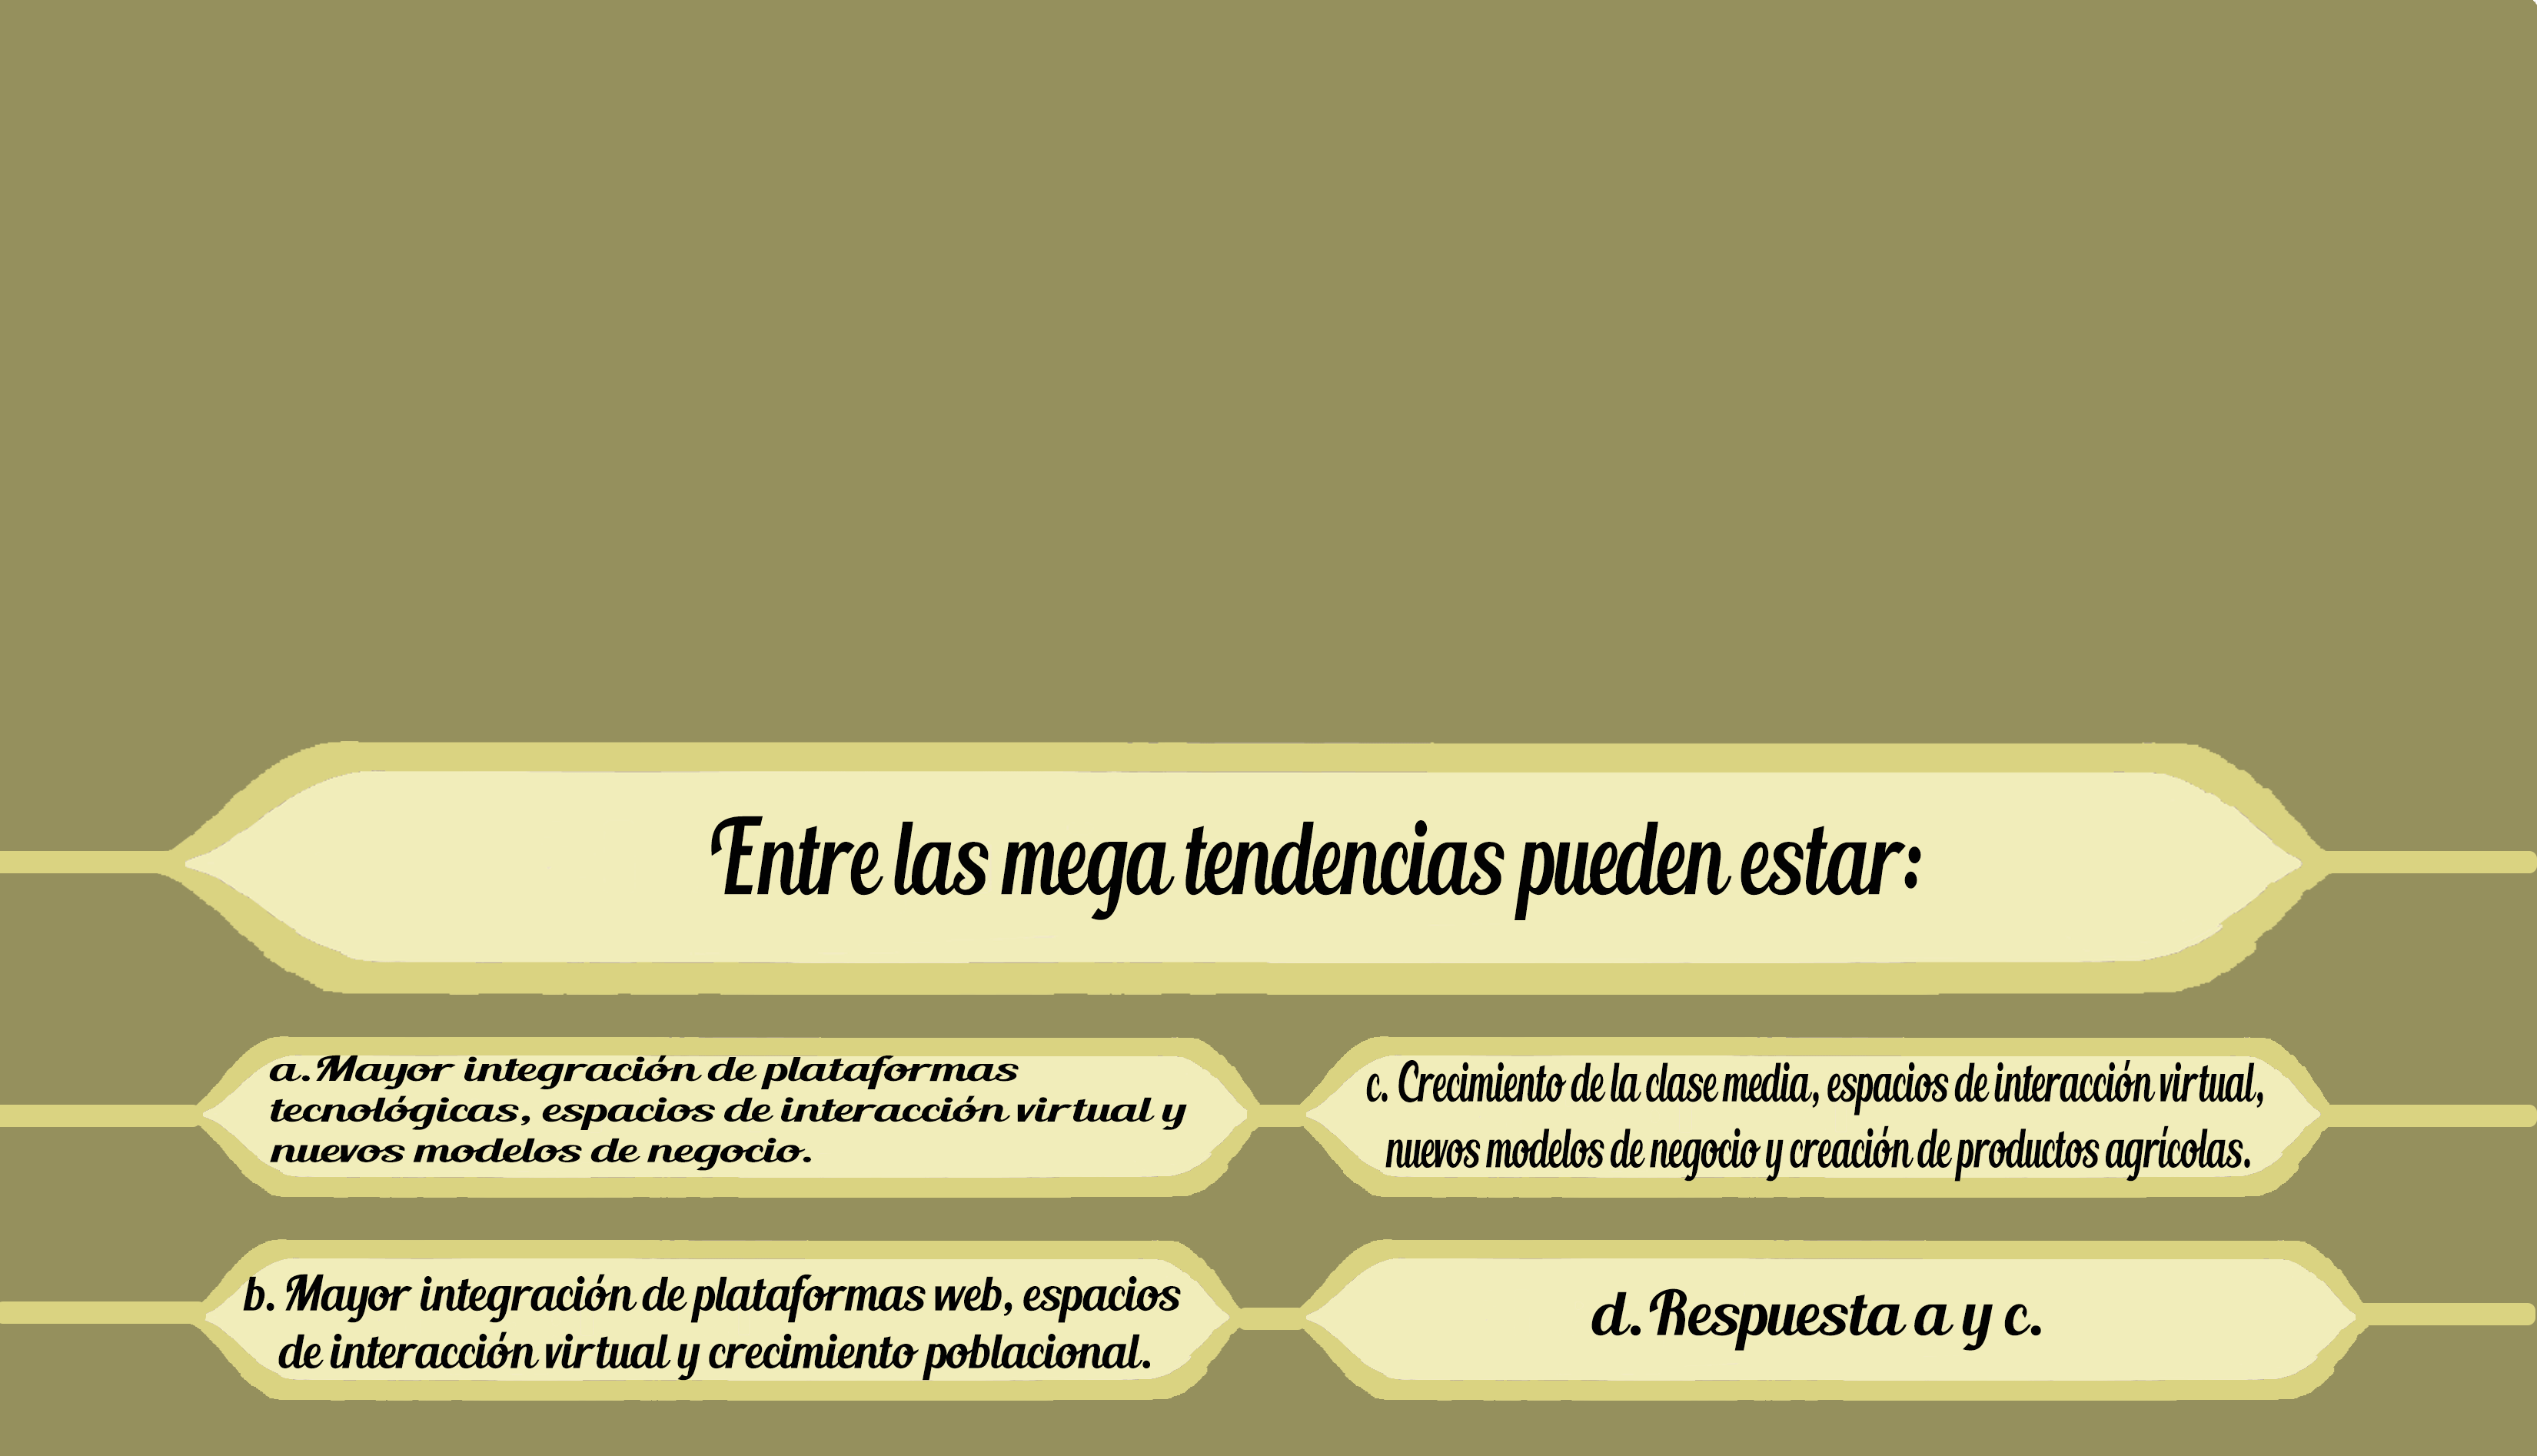 Entre las mega tendencias pueden estar:
a. Mayor integración de plataformas
tecnológicas, espacios de interacción virtual y
nuevos modelos de negocio.
c. Crecimiento de la clase media, espacios de interacción virtual,
nuevos modelos de negocio y creación de productos agrícolas.
b. Mayor integración de plataformas web, espacios
de interacción virtual y crecimiento poblacional.
d. Respuesta a y c.